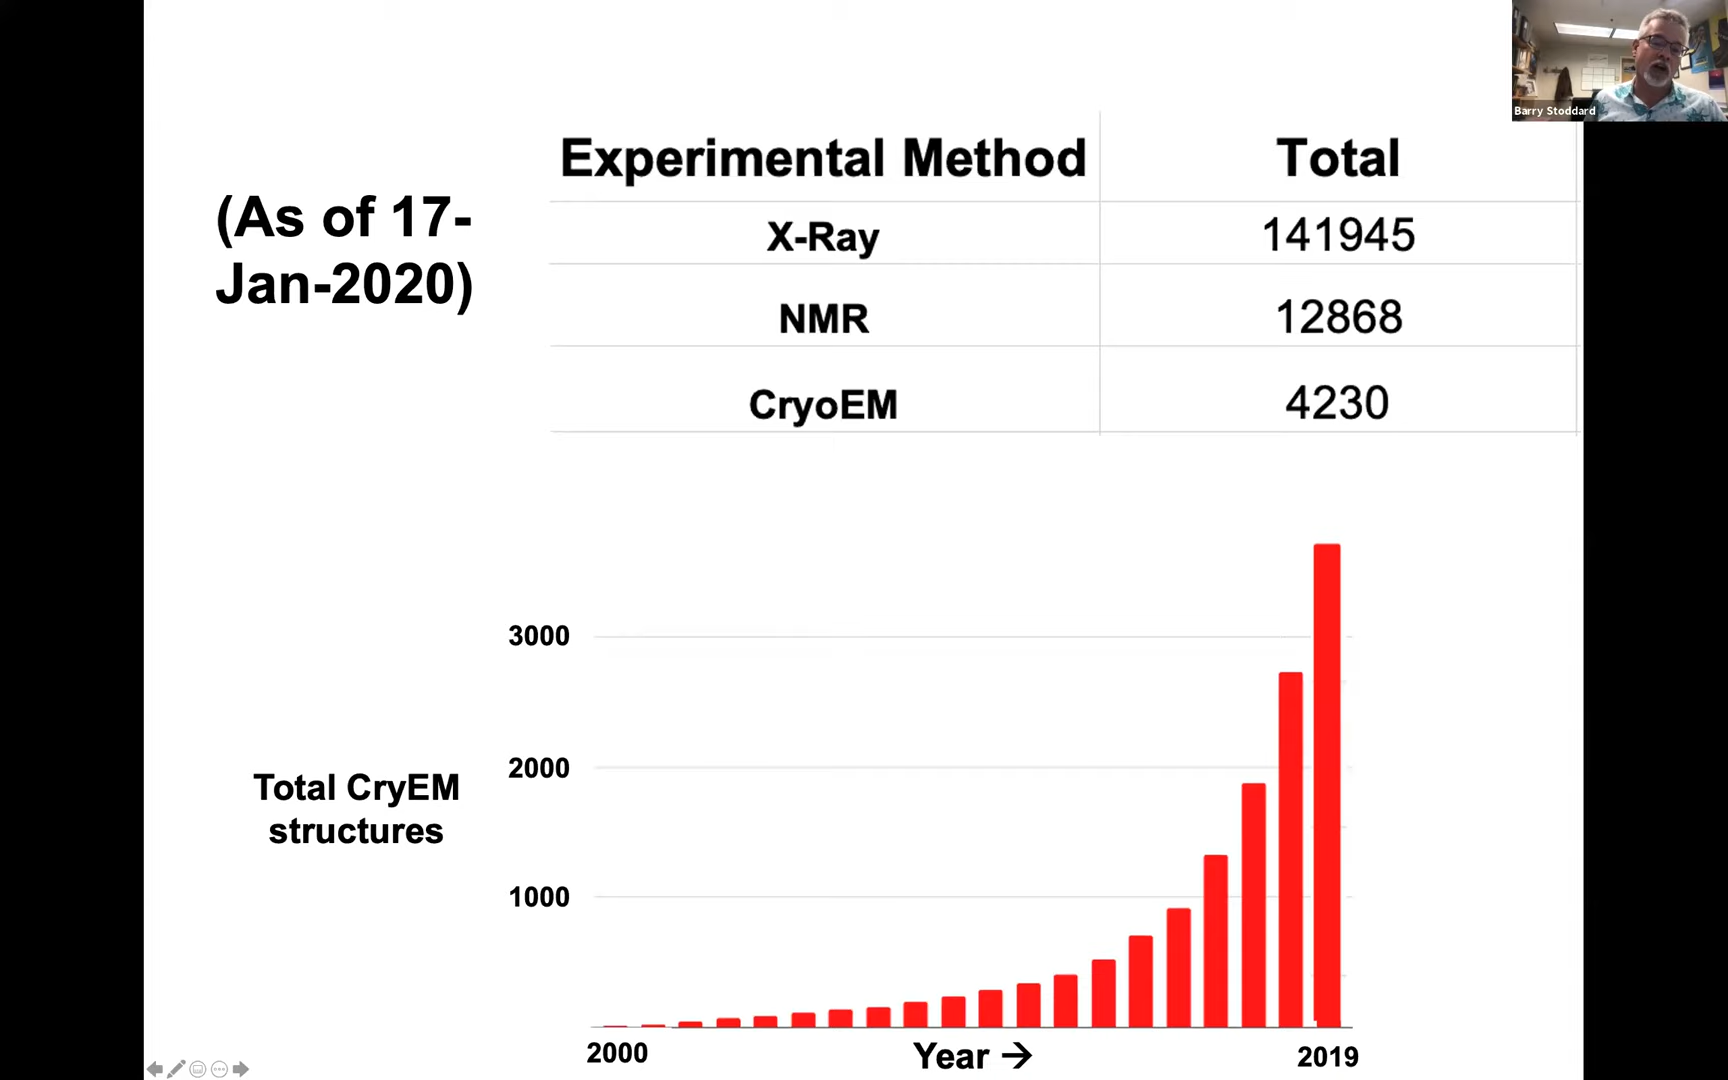 Barry Stoddard
(As of 17-
Jan-2020)
Experimental Method Total
X-Ray 141945
NMR 12868
CryoEM 4230
3000
2000
Total CryEM
structures
1000
2000 Year → 2019